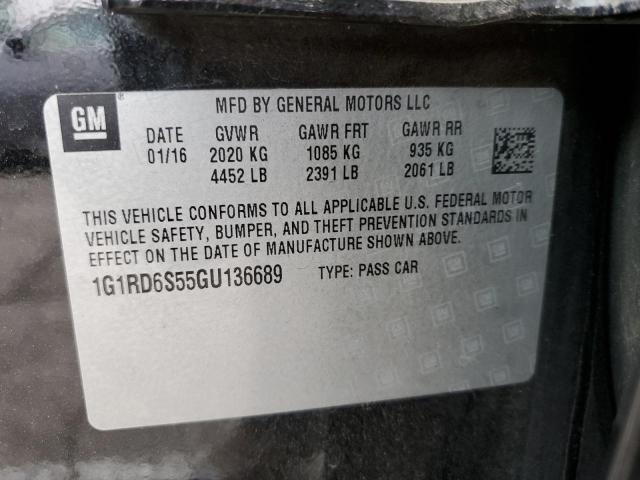 GM ®
MFD BY GENERAL MOTORS LLC
DATE GVWR GAWR FRT GAWR RR
01/16 2020 KG 1085 KG 935 KG
4452 LB 2391 LB 2061 LB
THIS VEHICLE CONFORMS TO ALL APPLICABLE U.S. FEDERAL MOTOR
VEHICLE SAFETY, BUMPER, AND THEFT PREVENTION STANDARDS IN
EFFECT ON THE DATE OF MANUFACTURE SHOWN ABOVE.
1G1RD6S55GU136689 TYPE: PASS CAR